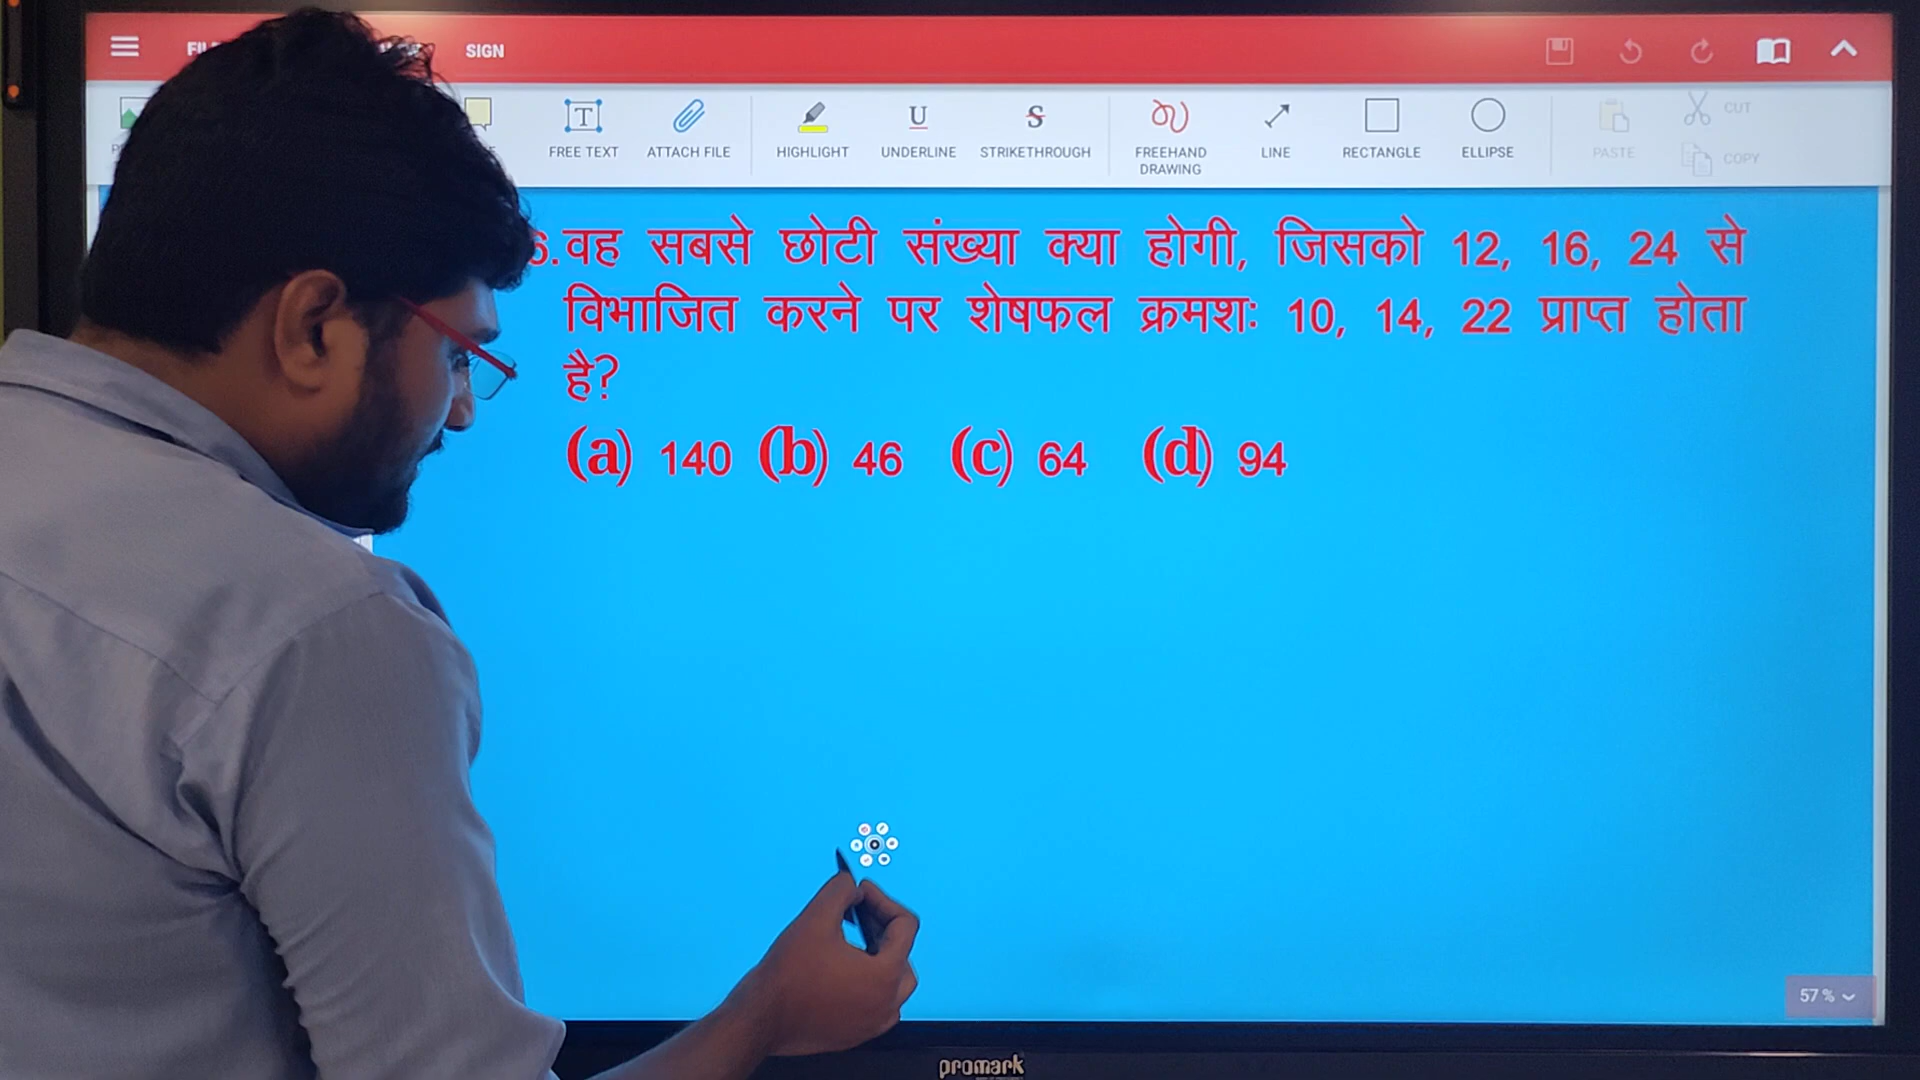 SIGN
FREE TEXT
ATTACH FILE
HIGHLIGHT
UNDERLINE
STRIKETHROUGH
FREEHAND
DRAWING
LINE
RECTANGLE
ELLIPSE
PASTE
CUT
COPY
6. वह सबसे छोटी संख्या क्या होगी, जिसको 12, 16, 24 से
विभाजित करने पर शेषफल क्रमशः 10, 14, 22 प्राप्त होता
है?
(a) 140 (b) 46 (c) 64 (d) 94
57 %
promark